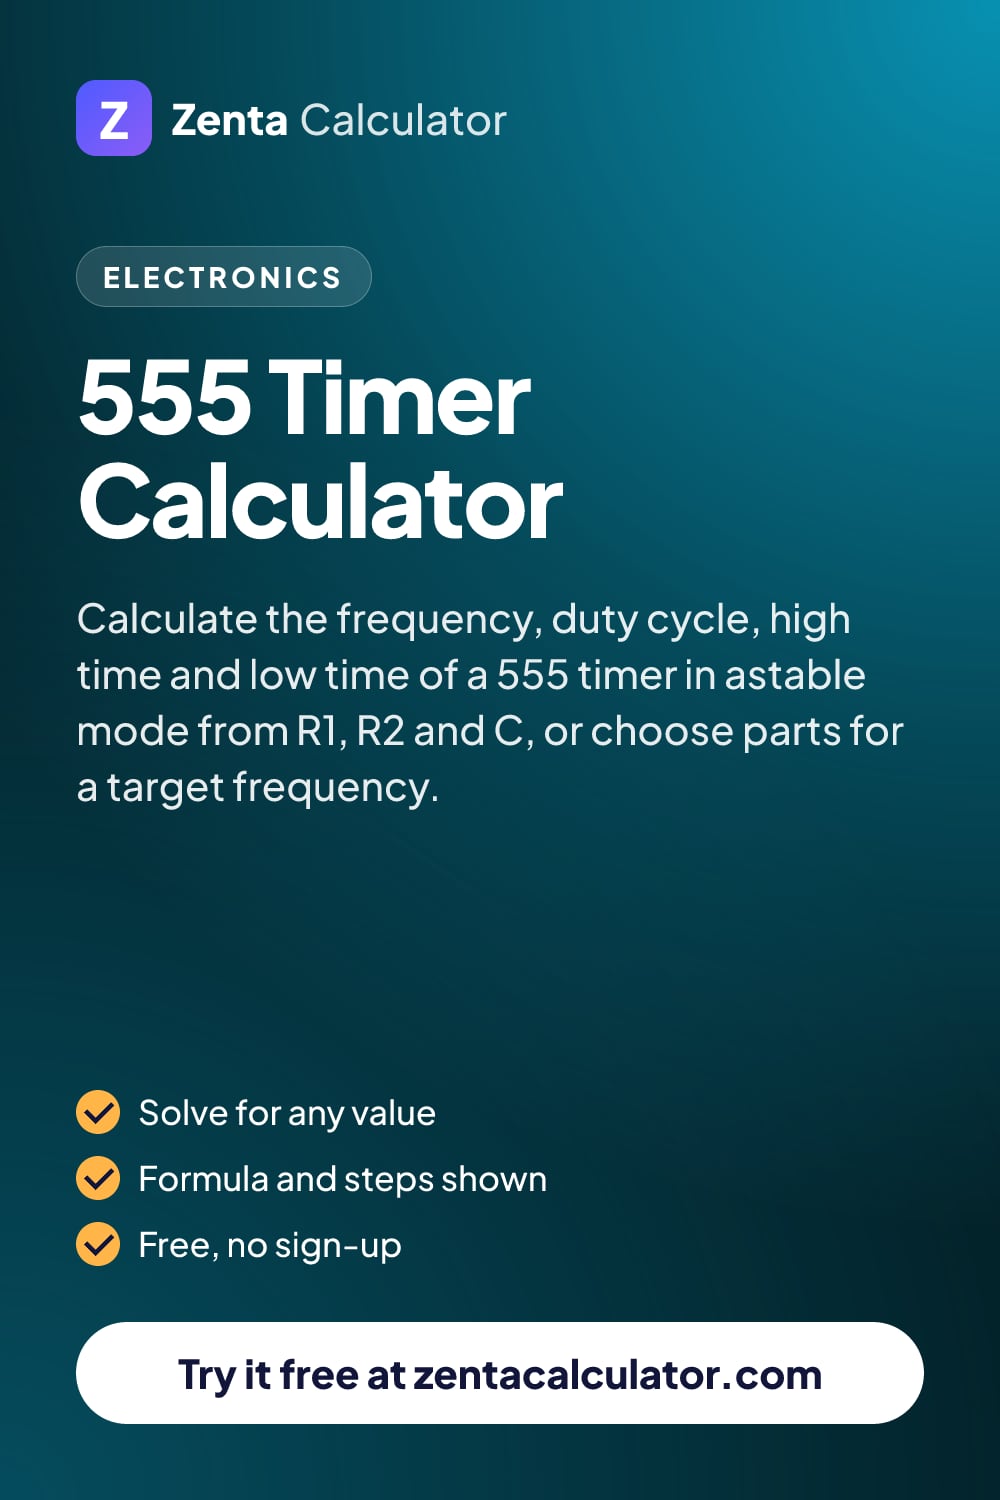 Z
Zenta Calculator
ELECTRONICS
555 Timer
Calculator
Calculate the frequency, duty cycle, high
time and low time of a 555 timer in astable
mode from R1, R2 and C, or choose parts for
a target frequency.
Solve for any value
Formula and steps shown
Free, no sign-up
Try it free at zentacalculator.com